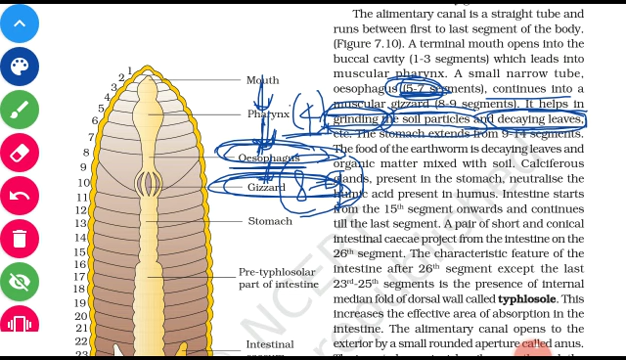 The alimentary canal is a straight tube and
runs between first to last segment of the body.
(Figure 7.10). A terminal mouth opens into the
buccal cavity (1-3 segments) which leads into
muscular pharynx. A small narrow tube,
oesophagus (5-7 segments), continues into a
muscular gizzard (8-9 segments). It helps in
grinding the soil particles and decaying leaves,
etc. The stomach extends from 9-14 segments.
The food of the earthworm is decaying leaves and
organic matter mixed with soil. Calciferous
glands, present in the stomach, neutralise the
humic acid present in humus. Intestine starts
from the 15th segment onwards and continues
till the last segment. A pair of short and conical
intestinal caecae project from the intestine on the
26th segment. The characteristic feature of the
intestine after 26th segment except the last
23rd-25th segments is the presence of internal
median fold of dorsal wall called typhlosole. This
increases the effective area of absorption in the
intestine. The alimentary canal opens to the
exterior by a small rounded aperture called anus.
1
2
3
4
5
6
7
8
9
10
11
12
13
14
15
16
17
18
19
20
21
22
23
Mouth
Pharynx
(4)
Oesophagus
Gizzard
(8
Stomach
Pre-typhlosolar
part of intestine
Intestinal
© NCERT